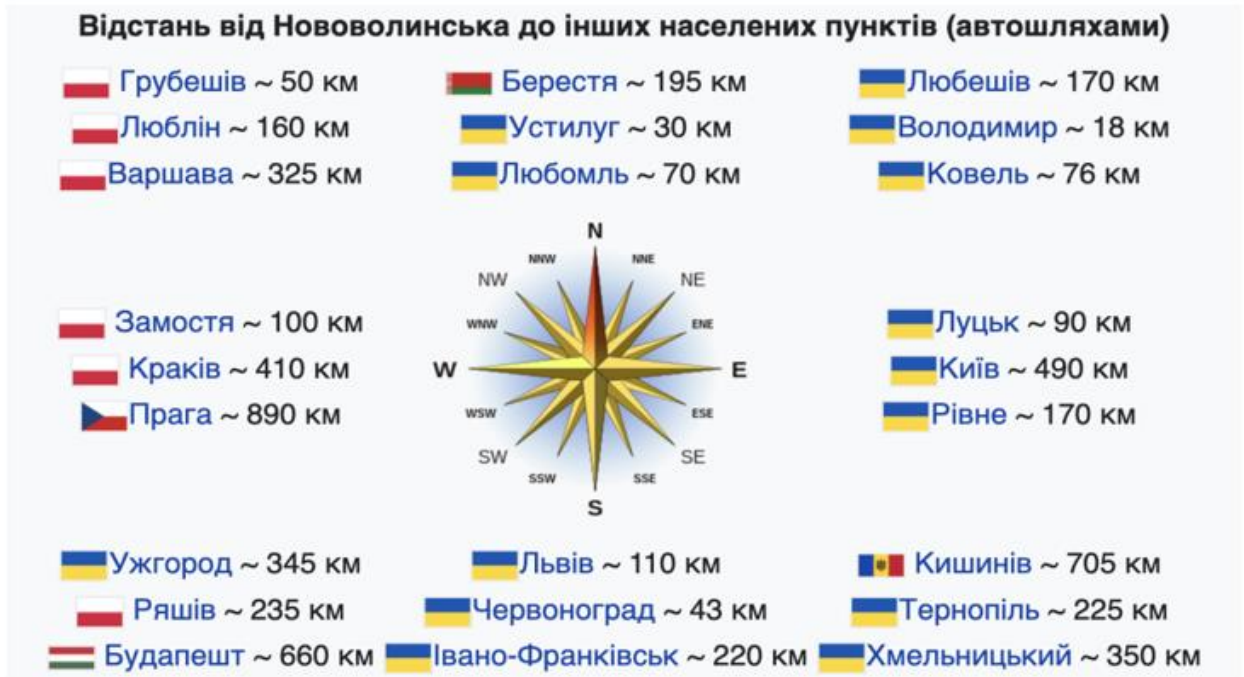 Відстань від Нововолинська до інших населених пунктів (автошляхами)
Грубешів ~ 50 км Берестя ~ 195 км Любешів ~ 170 км
Люблін ~ 160 км Устилуг ~ 30 км Володимир ~ 18 км
Варшава ~ 325 км Любомль ~ 70 км Ковель ~ 76 км
N
NNW NNE
NW NE
Замостя ~ 100 км WNW ENE Луцьк ~ 90 км
Краків ~ 410 км W E Київ ~ 490 км
Прага ~ 890 км WSW ESE Рівне ~ 170 км
SW SE
SSW SSE
S
Ужгород ~ 345 км Львів ~ 110 км Кишинів ~ 705 км
Ряшів ~ 235 км Червоноград ~ 43 км Тернопіль ~ 225 км
Будапешт ~ 660 км Івано-Франківськ ~ 220 км Хмельницький ~ 350 км